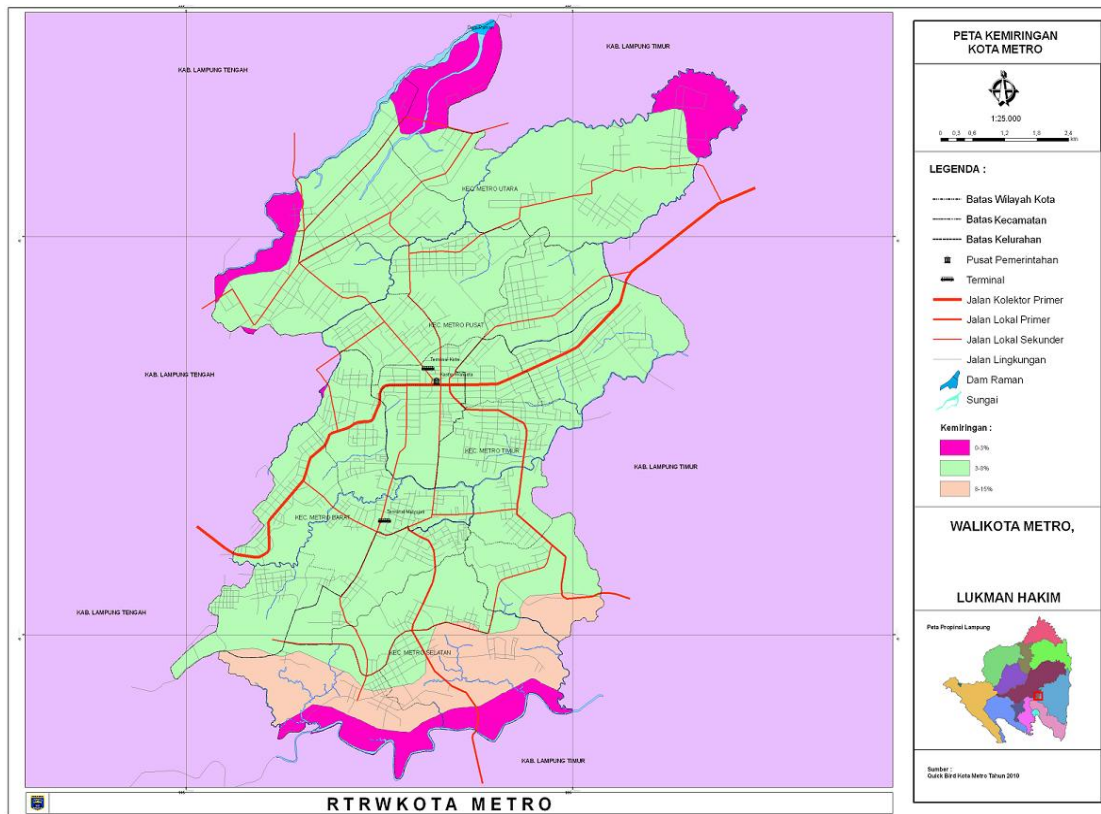 PETA KEMIRINGAN
KOTA METRO
1:25.000
0 0,3 0,6 1,2 1,8 2,4
km
LEGENDA :
Batas Wilayah Kota
Batas Kecamatan
Batas Kelurahan
Pusat Pemerintahan
Terminal
Jalan Kolektor Primer
Jalan Lokal Primer
Jalan Lokal Sekunder
Jalan Lingkungan
Dam Raman
Sungai
Kemiringan :
0-3%
3-8%
8-15%
WALIKOTA METRO,
LUKMAN HAKIM
Peta Propinsi Lampung
Sumber :
Quick Bird Kota Metro Tahun 2010
KAB. LAMPUNG TIMUR
KAB. LAMPUNG TENGAH
KEC. METRO UTARA
KEC. METRO PUSAT
Terminal Kota
KAB. LAMPUNG TENGAH
KEC. METRO TIMUR
KAB. LAMPUNG TIMUR
KEC. METRO BARAT
KAB. LAMPUNG TENGAH
KEC. METRO SELATAN
KAB. LAMPUNG TIMUR
RTRWKOTA METRO